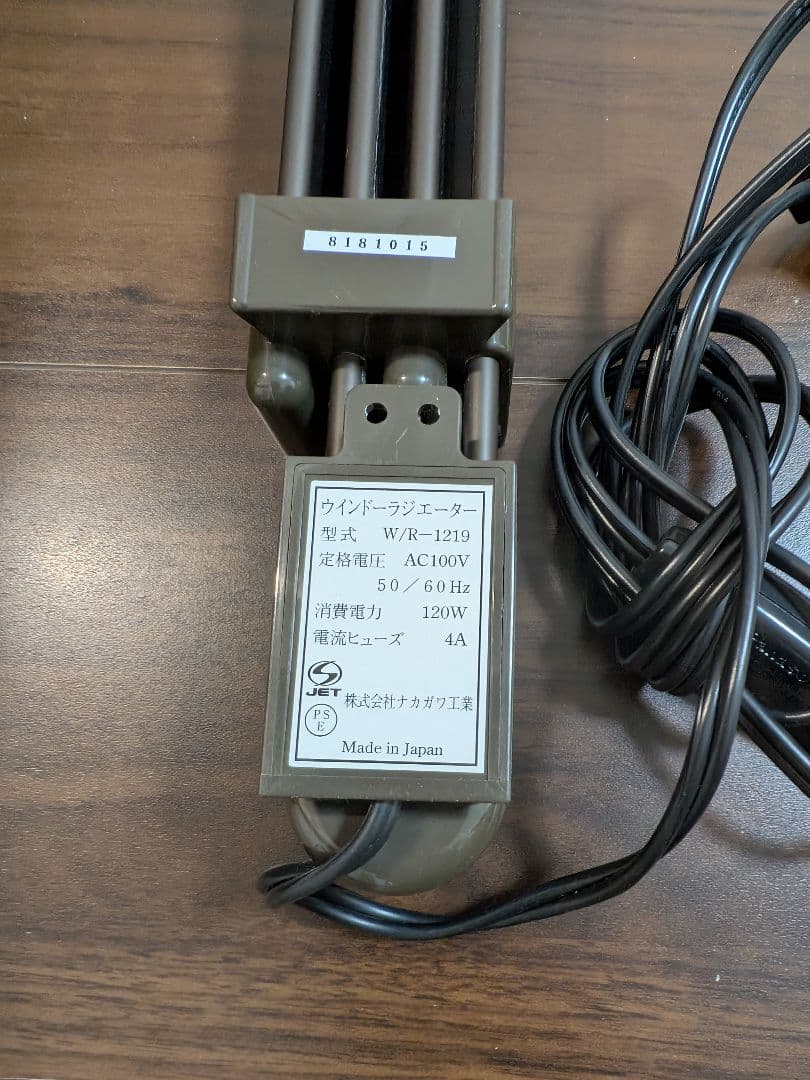 8181015
ウインドーラジエーター
型式 W/R-1219
定格電圧 AC100V
50/60Hz
消費電力 120W
電流ヒューズ 4A
JET
株式会社ナカガワ工業
PS
E
Made in Japan